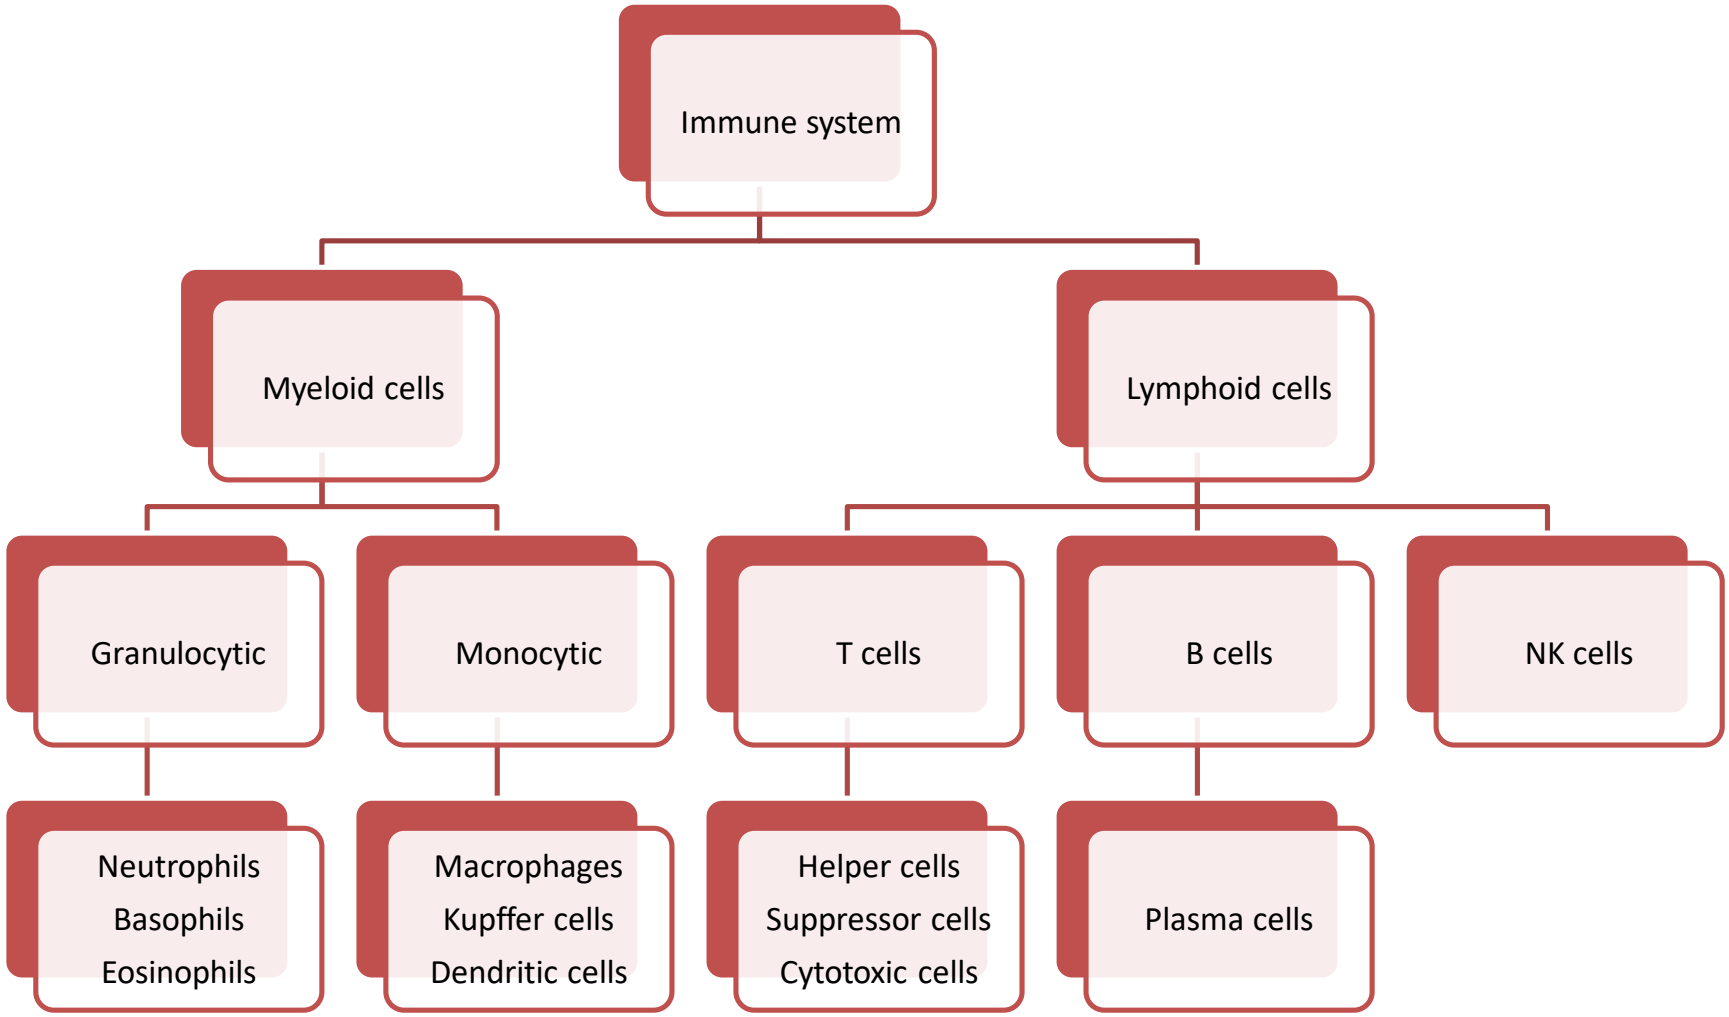 Immune system
Myeloid cells
Lymphoid cells
Granulocytic
Monocytic
T cells
B cells
NK cells
Neutrophils
Basophils
Eosinophils
Macrophages
Kupffer cells
Dendritic cells
Helper cells
Suppressor cells
Cytotoxic cells
Plasma cells